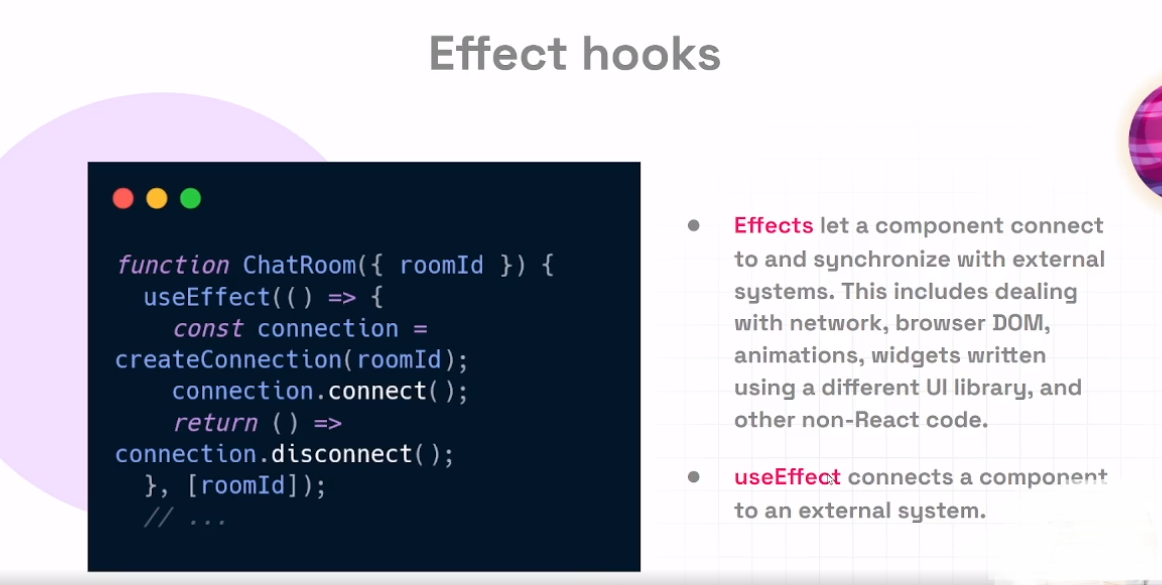 Effect hooks
function ChatRoom({ roomId }) {
useEffect(() => {
const connection =
createConnection(roomId);
connection.connect();
return () =>
connection.disconnect();
}, [roomId]);
// ...
● Effects let a component connect
to and synchronize with external
systems. This includes dealing
with network, browser DOM,
animations, widgets written
using a different UI library, and
other non-React code.
● useEffect connects a component
to an external system.